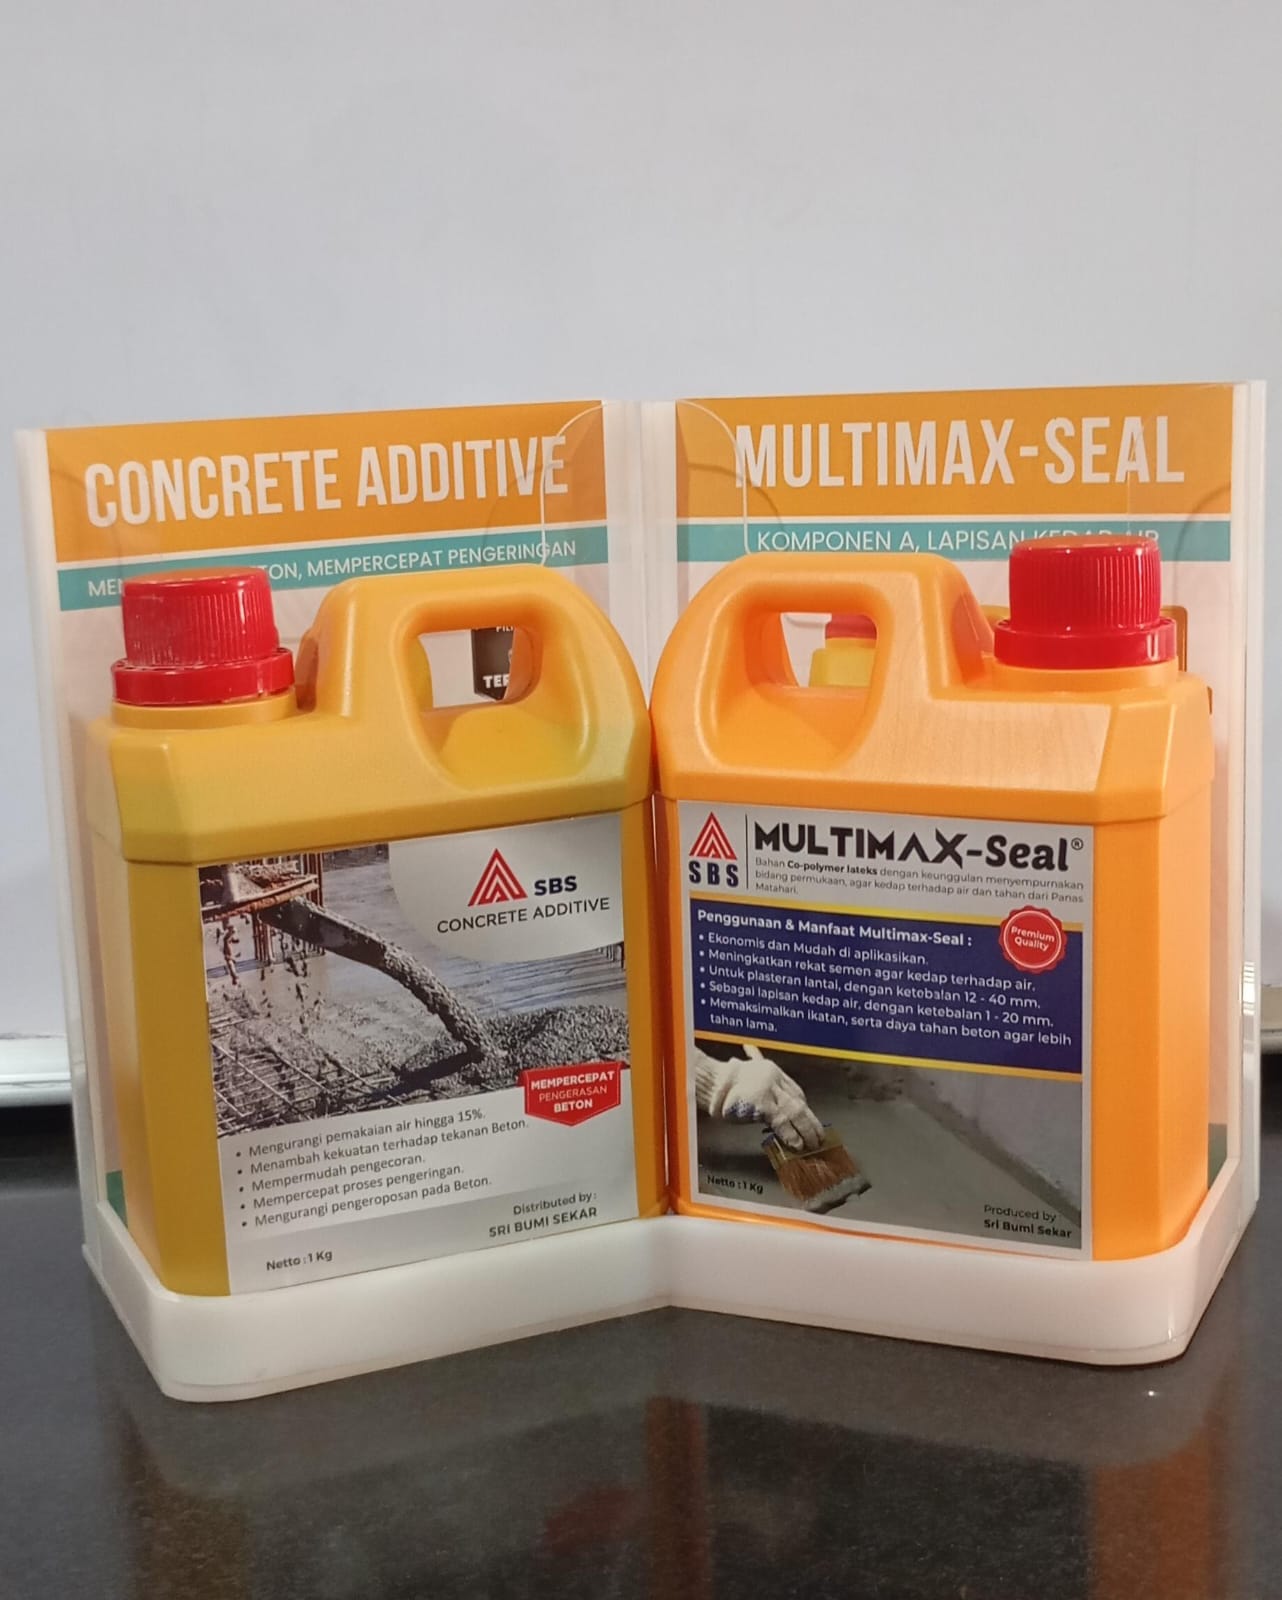 CONCRETE ADDITIVE
TON, MEMPERCEPAT PENGERINGAN
MULTIMAX-SEAL
KOMPONEN A, LAPISAN KEDAP AIR
SBS
CONCRETE ADDITIVE
MEMPERCEPAT
PENGERASAN
BETON
• Mengurangi pemakaian air hingga 15%.
• Menambah kekuatan terhadap tekanan Beton.
• Mempermudah pengecoran.
• Mempercepat proses pengeringan.
• Mengurangi pengeroposan pada Beton.
Distributed by :
SRI BUMI SEKAR
Netto : 1 Kg
SBS
MULTIMAX-Seal®
Bahan Co-polymer lateks dengan keunggulan menyempurnakan
bidang permukaan, agar kedap terhadap air dan tahan dari Panas
Matahari.
Penggunaan & Manfaat Multimax-Seal :
Premium
Quality
• Ekonomis dan Mudah di aplikasikan.
• Meningkatkan rekat semen agar kedap terhadap air.
• Untuk plasteran lantai, dengan ketobalan 12 - 40 mm.
• Sebagai lapisan kedap air, dengan ketebalan 1 - 20 mm.
• Memaksimalkan ikatan, serta daya tahan beton agar lebih
tahan lama.
Netto : 1 Kg
Produced by :
Sri Bumi Sekar